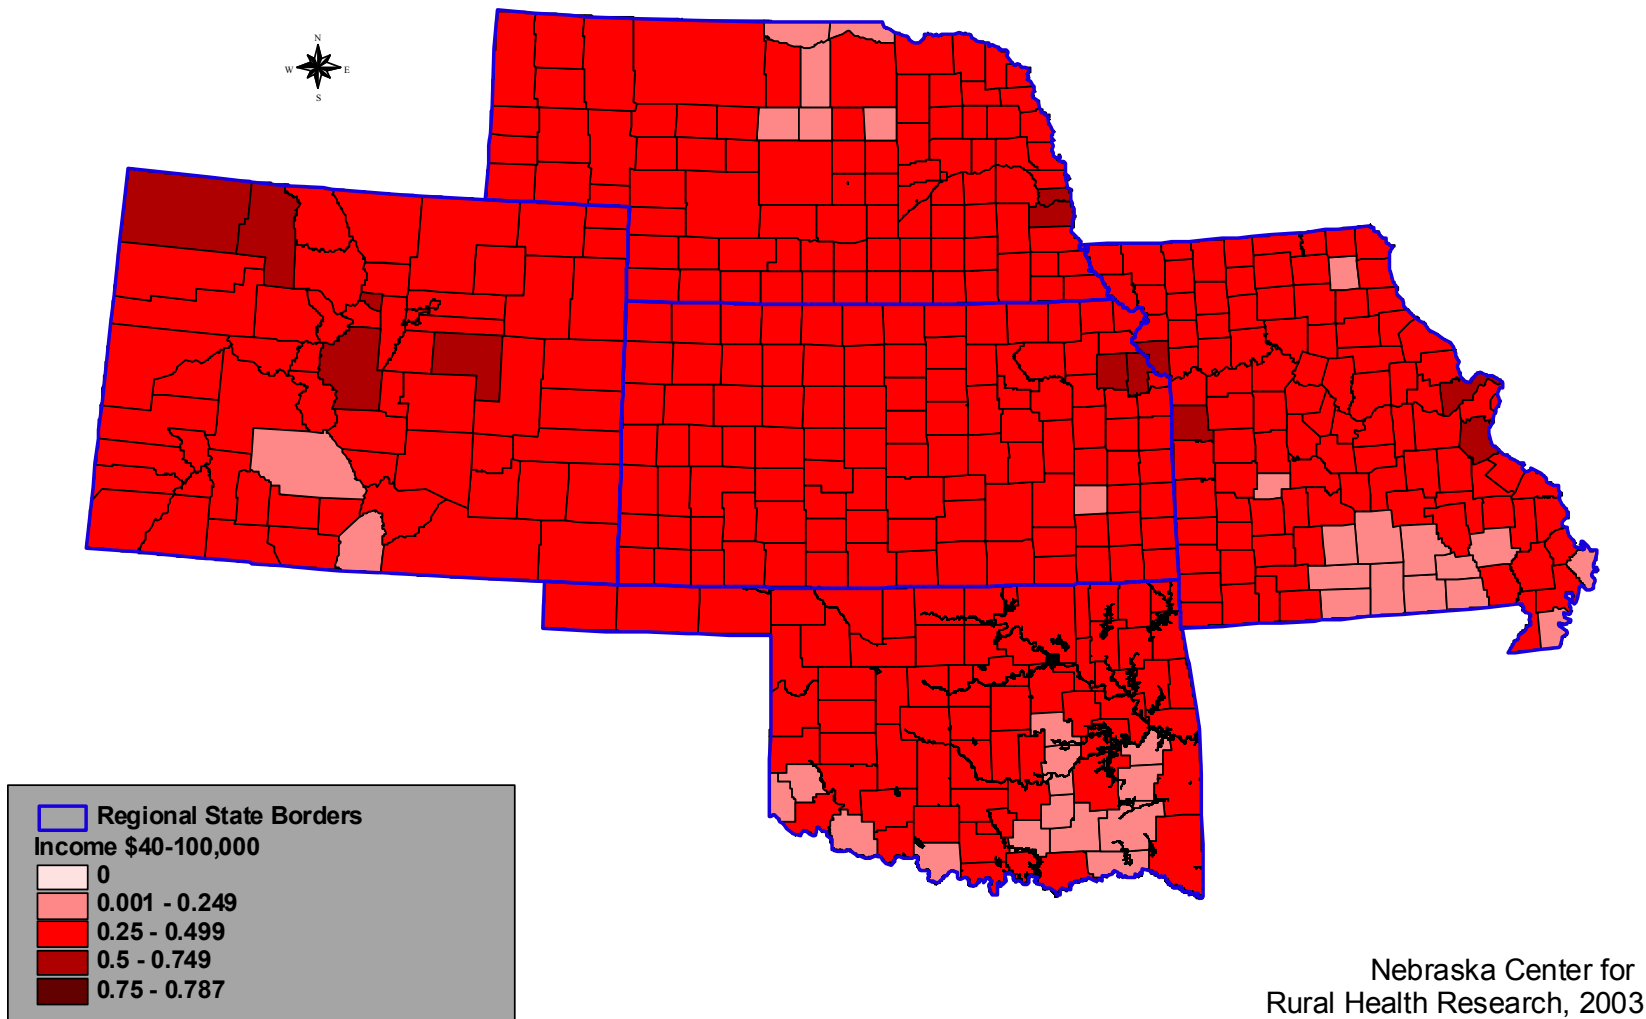 N
W E
S
Regional State Borders
Income $40-100,000
0
0.001 - 0.249
0.25 - 0.499
0.5 - 0.749
0.75 - 0.787
Nebraska Center for
Rural Health Research, 2003